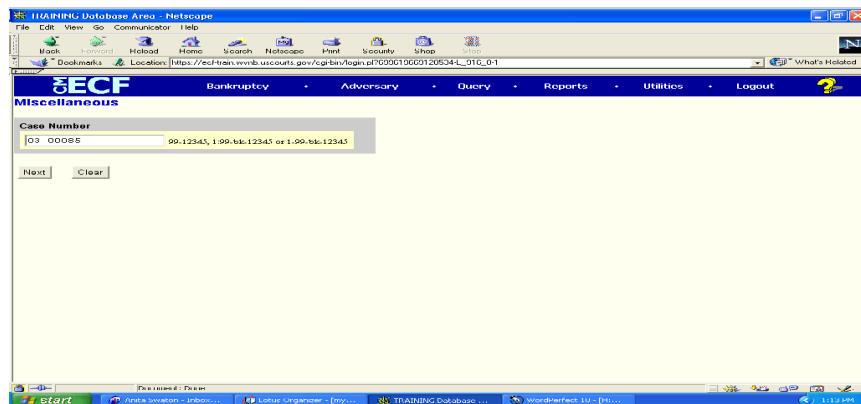 TRAINING Database Area - Netscape
File Edit View Go Communicator Help
Back Forward Reload Home Search Netscape Print Security Shop Stop
Bookmarks Location: https://ecf-train.wvnb.uscourts.gov/cgi-bin/login.pl? What's Related
ECF Bankruptcy Adversary Query Reports Utilities Logout ?
Miscellaneous
Case Number
03 00085 99-12345, 1:99-bk-12345 or 1-99-bk-12345
Next Clear
Document: Done
start Anita Swaton - Inbox... Lotus Organizer - [my... TRAINING Database ... WordPerfect 10 - 1:13 PM